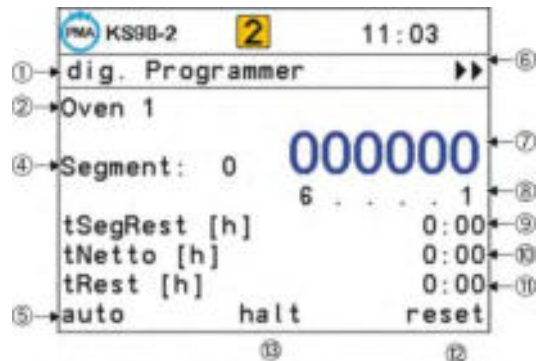 PMA KS98-2 2 11:03
① dig. Programmer ▶▶ ⑥
② Oven 1
④ Segment: 0 000000 ⑦
6 . . . . 1 ⑧
tSegRest [h] 0:00 ⑨
tNetto [h] 0:00 ⑩
tRest [h] 0:00 ⑪
⑤ auto halt reset
⑬ ⑫